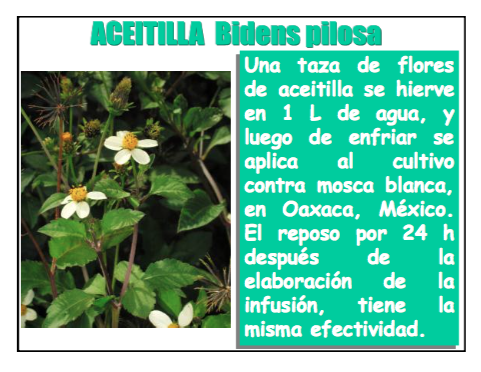 ACEITILLA Bidens pilosa
Una taza de flores
de aceitilla se hierve
en 1 L de agua, y
luego de enfriar se
aplica al cultivo
contra mosca blanca,
en Oaxaca, México.
El reposo por 24 h
después de la
elaboración de la
infusión, tiene la
misma efectividad.